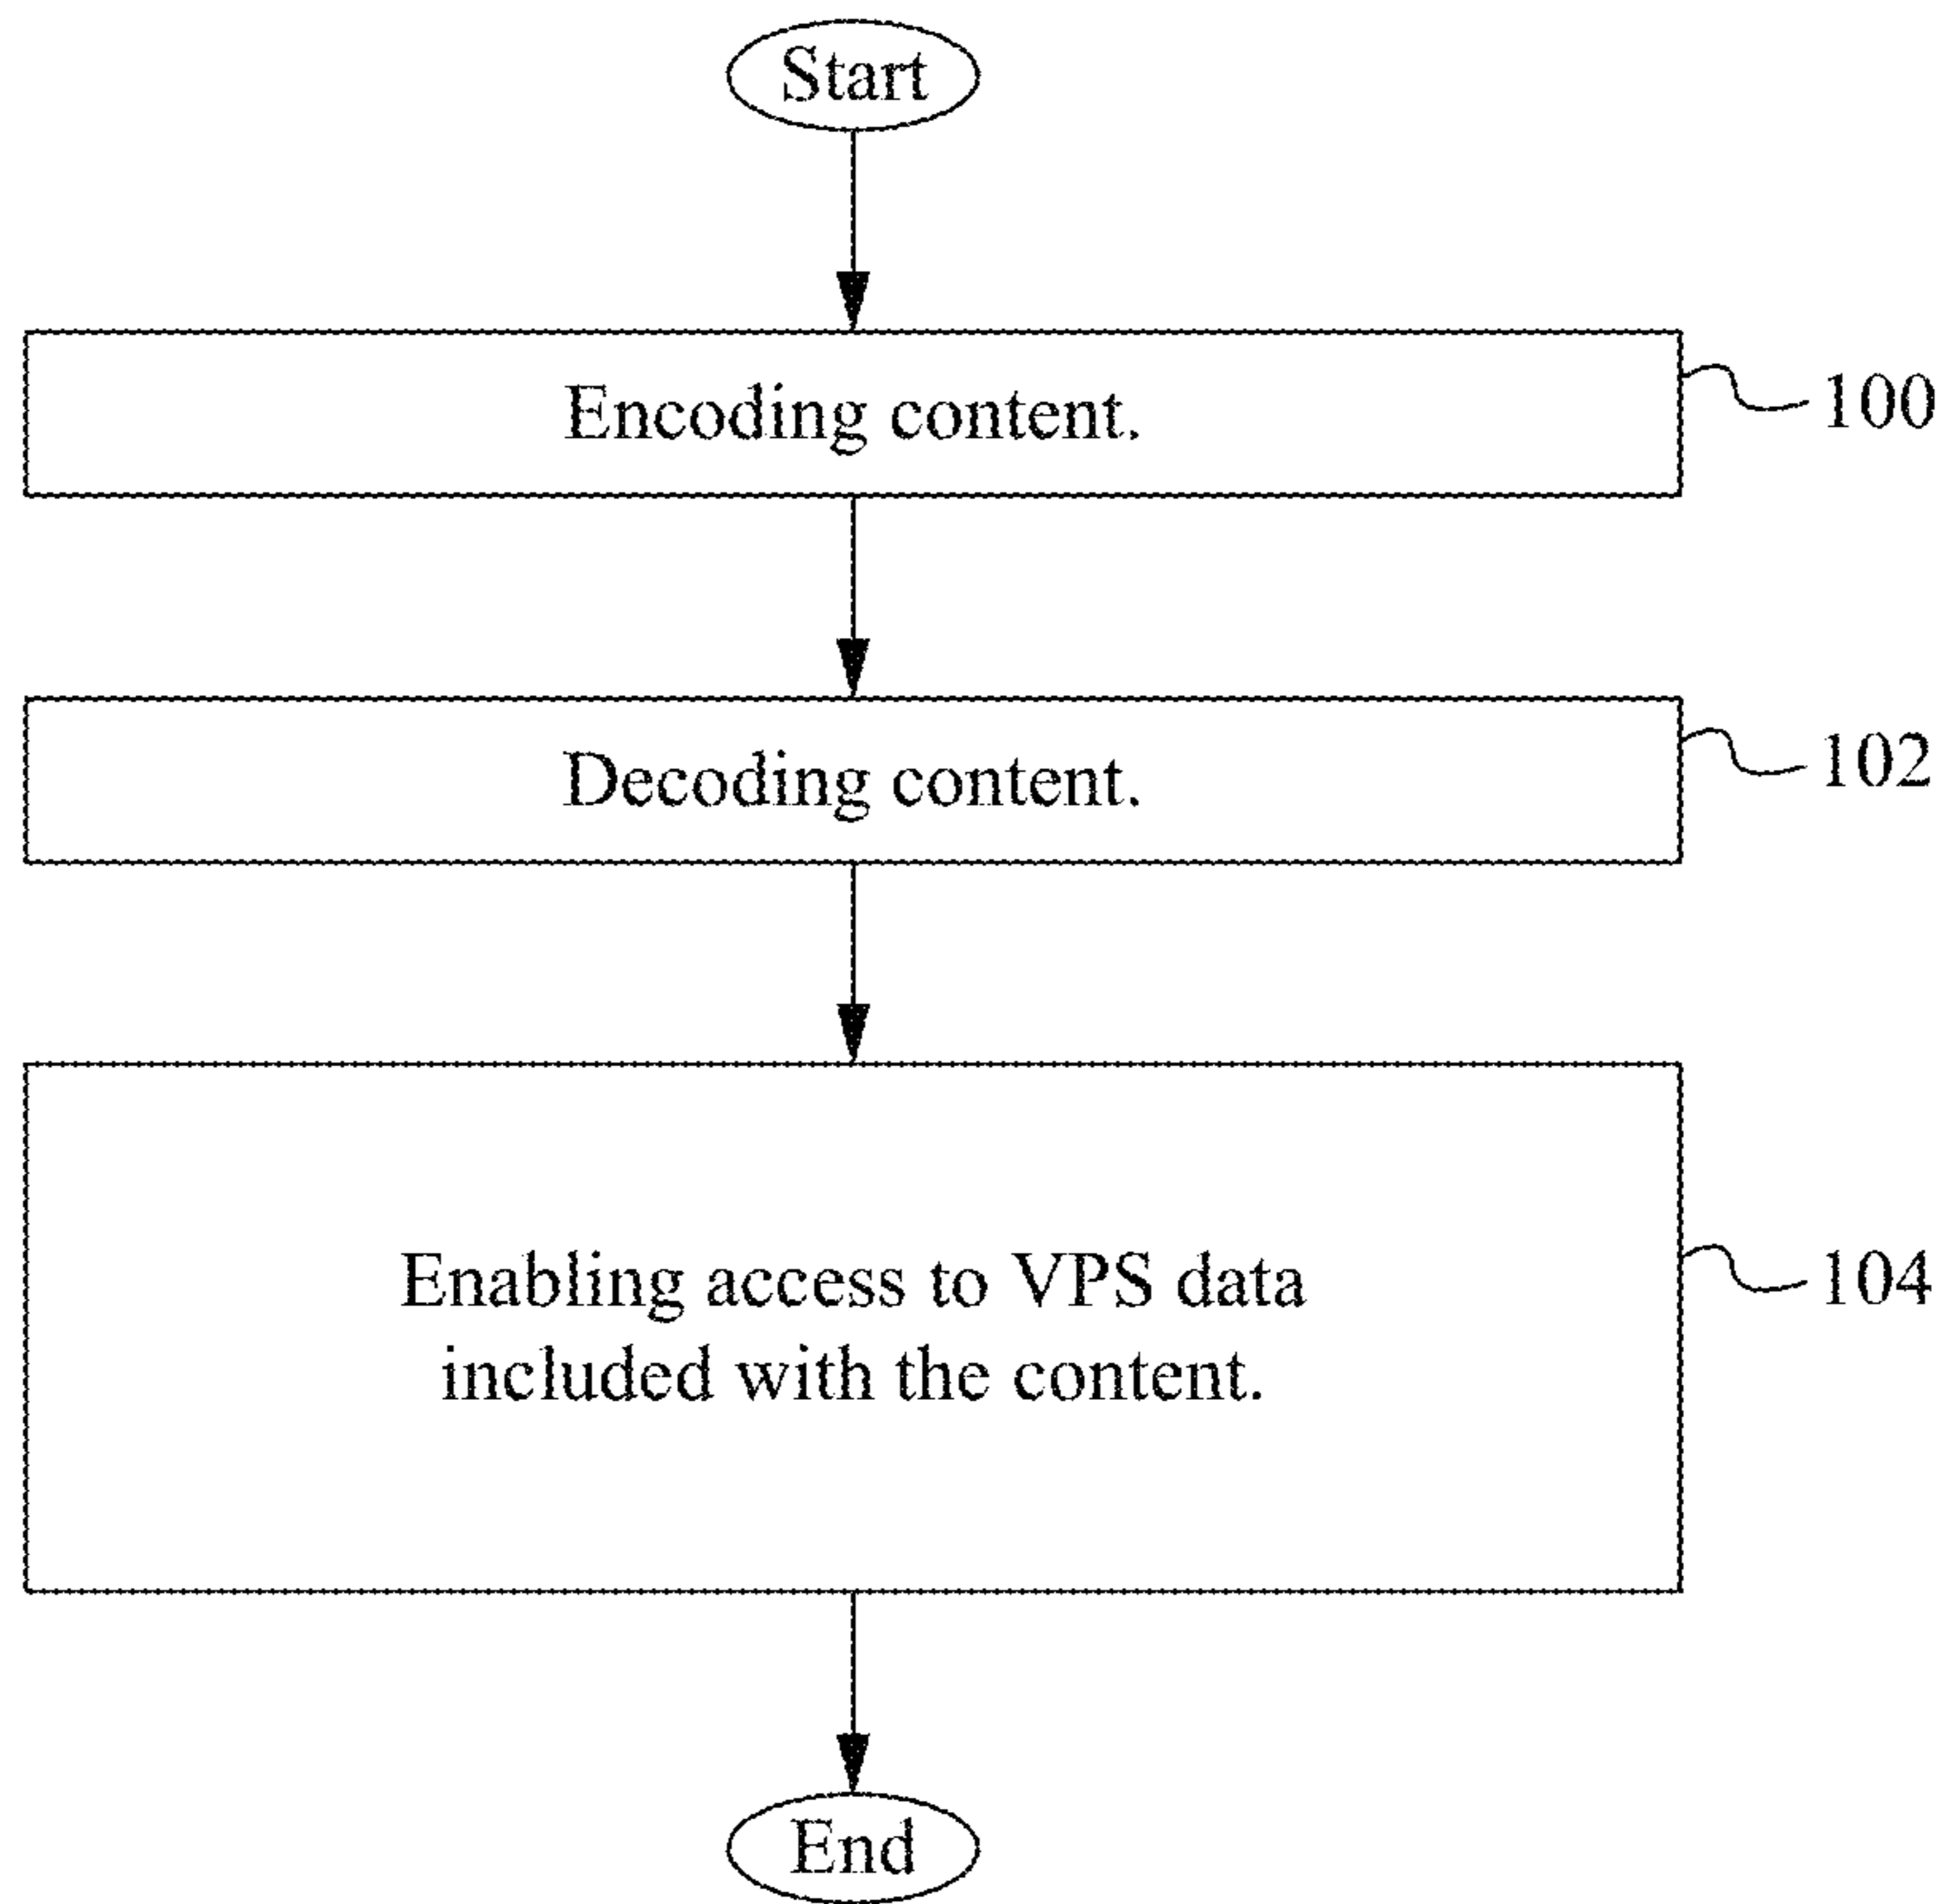 Start
Encoding content.
100
Decoding content.
102
Enabling access to VPS data
included with the content.
104
End